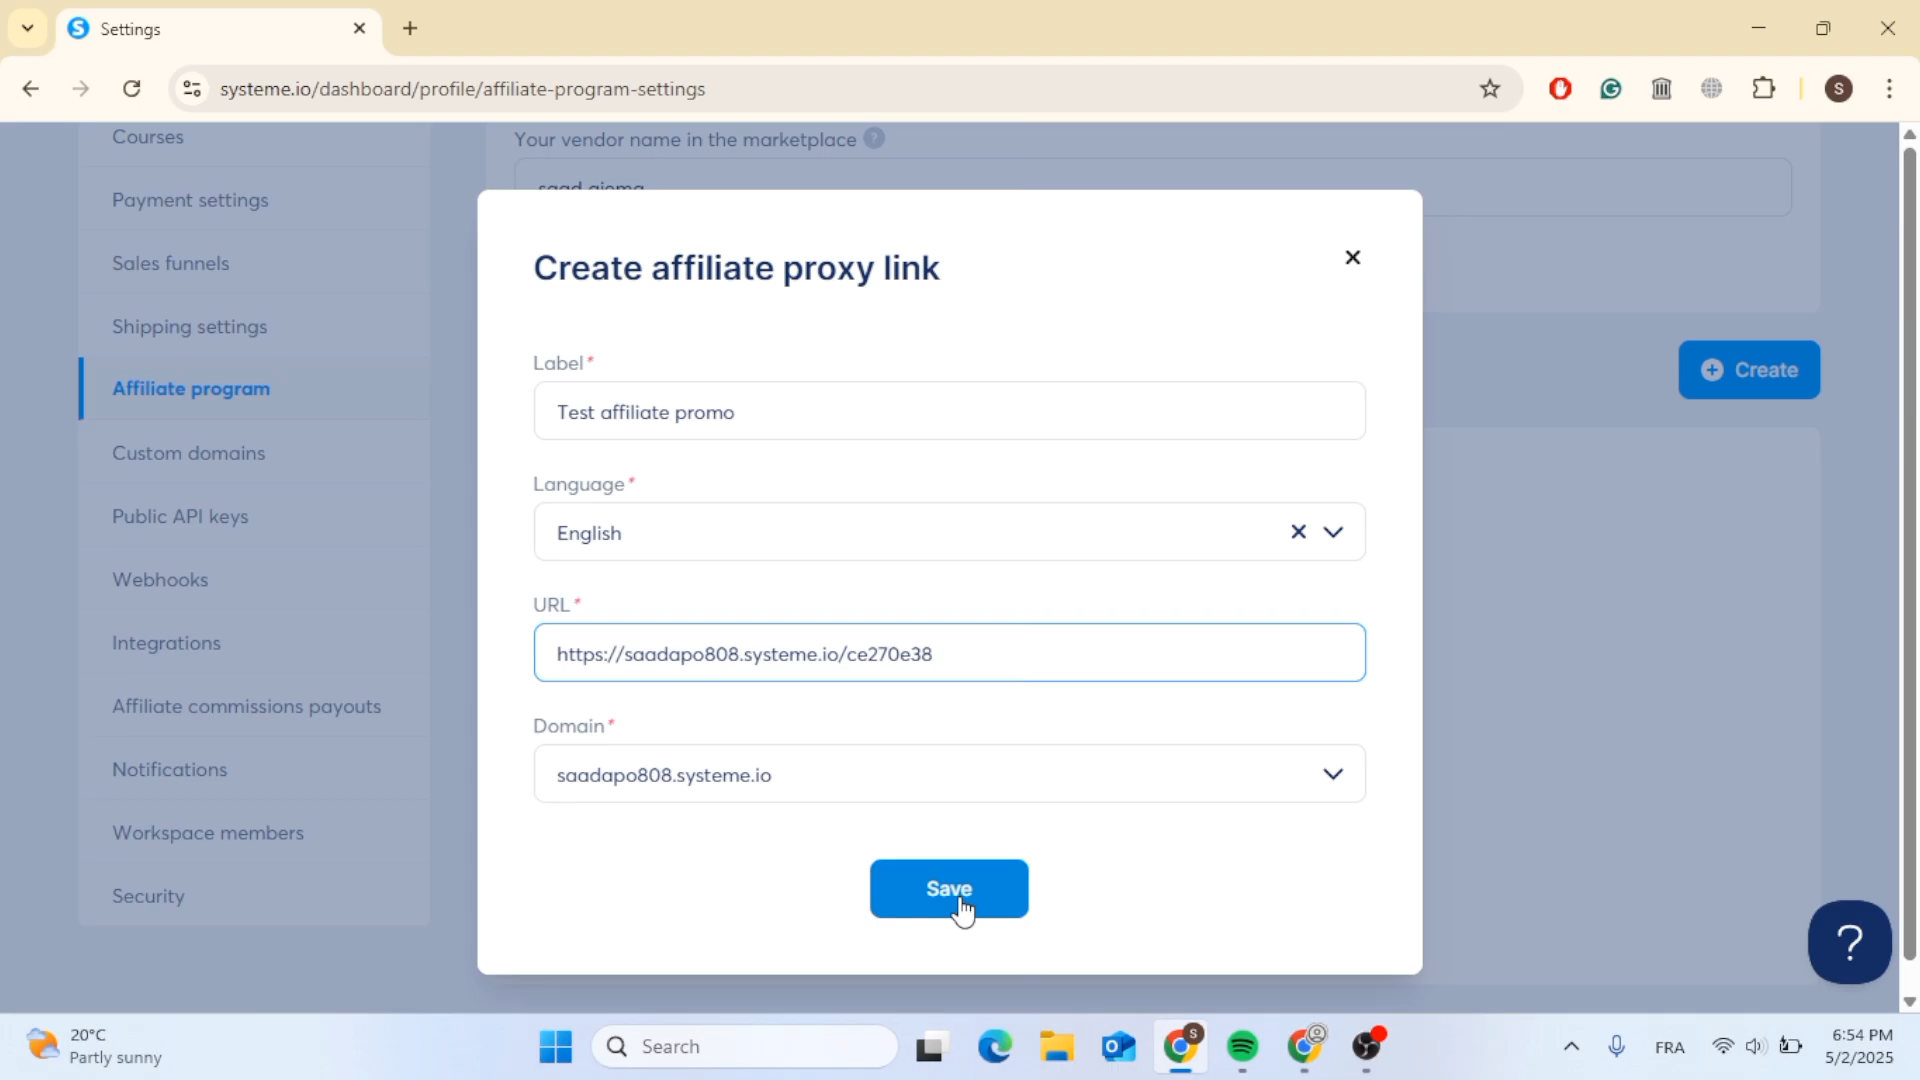 Settings
systeme.io/dashboard/profile/affiliate-program-settings
S
Courses
Payment settings
Sales funnels
Shipping settings
Affiliate program
Custom domains
Public API keys
Webhooks
Integrations
Affiliate commissions payouts
Notifications
Workspace members
Security
Your vendor name in the marketplace ?
saad ajema
Create
Create affiliate proxy link
Label*
Test affiliate promo
Language*
English
URL*
https://saadapo808.systeme.io/ce270e38
Domain*
saadapo808.systeme.io
Save
?
20°C
Partly sunny
Search
FRA
6:54 PM
5/2/2025